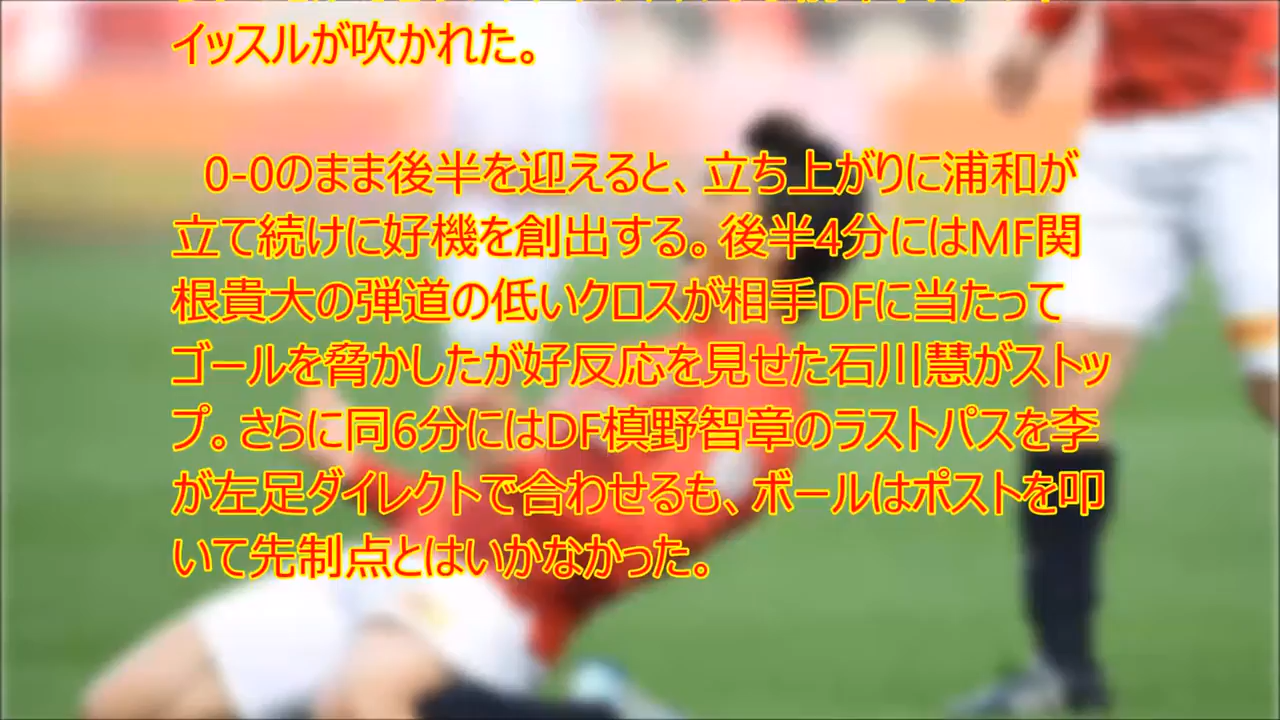 イッスルが吹かれた。
0-0のまま後半を迎えると、立ち上がりに浦和が
立て続けに好機を創出する。後半4分にはMF関
根貴大の弾道の低いクロスが相手DFに当たって
ゴールを脅かしたが好反応を見せた石川慧がストッ
プ。さらに同6分にはDF槙野智章のラストパスを李
が左足ダイレクトで合わせるも、ボールはポストを叩
いて先制点とはいかなかった。